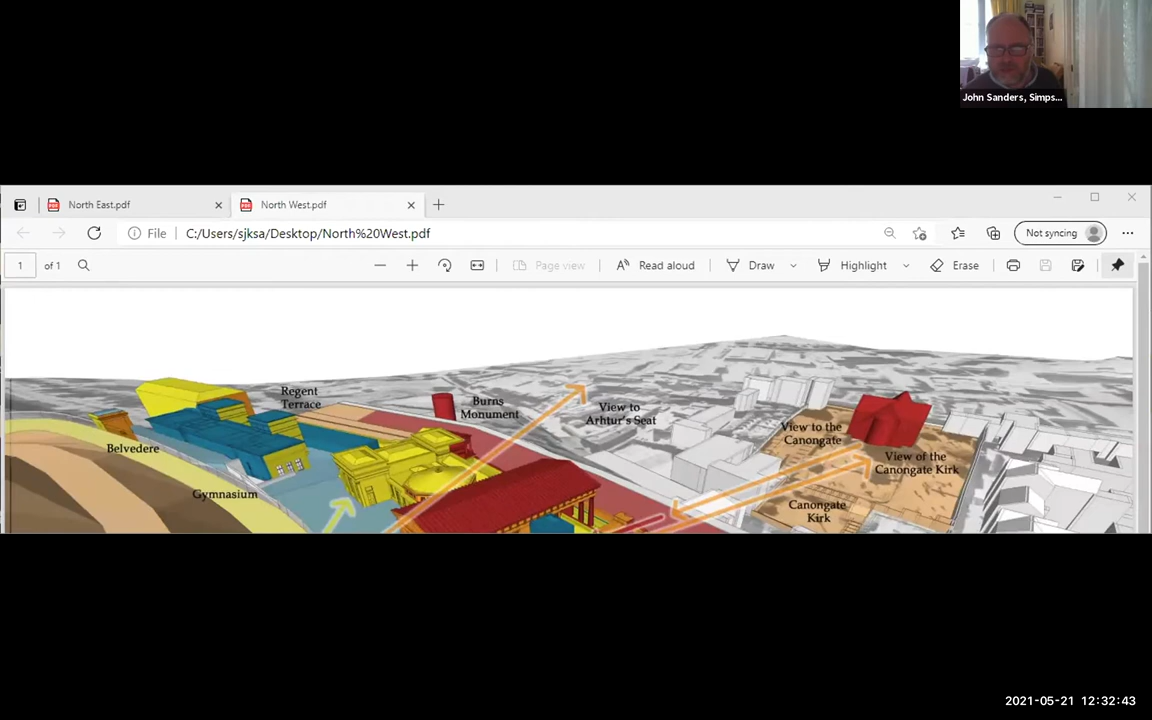 John Sanders, Simps...
North East.pdf
North West.pdf
File
C:/Users/sjksa/Desktop/North%20West.pdf
Not syncing
1 of 1
Page view
A" Read aloud
Draw
Highlight
Erase
Regent
Terrace
Burns
Monument
View to
Arhtur's Seat
Belvedere
View to the
Canongate
View of the
Canongate Kirk
Gymnasium
Canongate
Kirk
2021-05-21 12:32:43